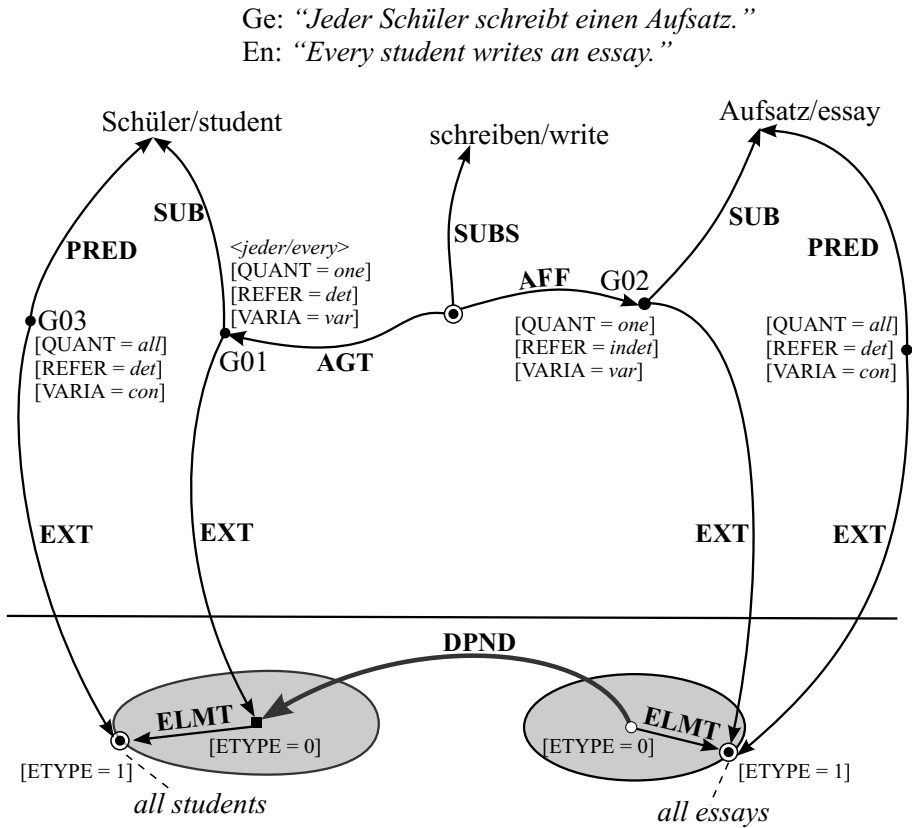 Ge: “Jeder Schüler schreibt einen Aufsatz.”
En: “Every student writes an essay.”
Schüler/student
schreiben/write
Aufsatz/essay
PRED
SUB
SUBS
SUB
PRED
<jeder/every>
[QUANT = one]
[REFER = det]
[VARIA = var]
G01
AGT
AFF
G02
[QUANT = one]
[REFER = indet]
[VARIA = var]
G03
[QUANT = all]
[REFER = det]
[VARIA = con]
[QUANT = all]
[REFER = det]
[VARIA = con]
EXT
EXT
EXT
EXT
DPND
ELMT
ELMT
[ETYPE = 0]
[ETYPE = 0]
[ETYPE = 1]
[ETYPE = 1]
all students
all essays